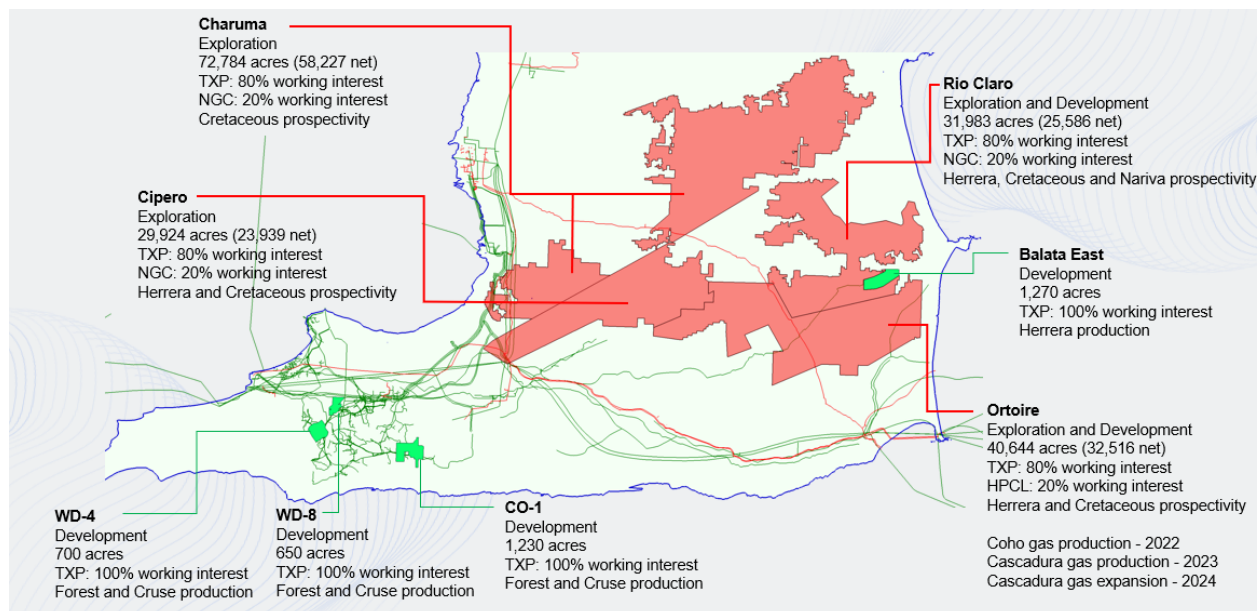 Charuma
Exploration
72,784 acres (58,227 net)
TXP: 80% working interest
NGC: 20% working interest
Cretaceous prospectivity
Rio Claro
Exploration and Development
31,983 acres (25,586 net)
TXP: 80% working interest
NGC: 20% working interest
Herrera, Cretaceous and Nariva prospectivity
Cipero
Exploration
29,924 acres (23,939 net)
TXP: 80% working interest
NGC: 20% working interest
Herrera and Cretaceous prospectivity
Balata East
Development
1,270 acres
TXP: 100% working interest
Herrera production
Ortoire
Exploration and Development
40,644 acres (32,516 net)
TXP: 80% working interest
HPCL: 20% working interest
Herrera and Cretaceous prospectivity
Coho gas production - 2022
Cascadura gas production - 2023
Cascadura gas expansion - 2024
WD-4
Development
700 acres
TXP: 100% working interest
Forest and Cruse production
WD-8
Development
650 acres
TXP: 100% working interest
Forest and Cruse production
CO-1
Development
1,230 acres
TXP: 100% working interest
Forest and Cruse production